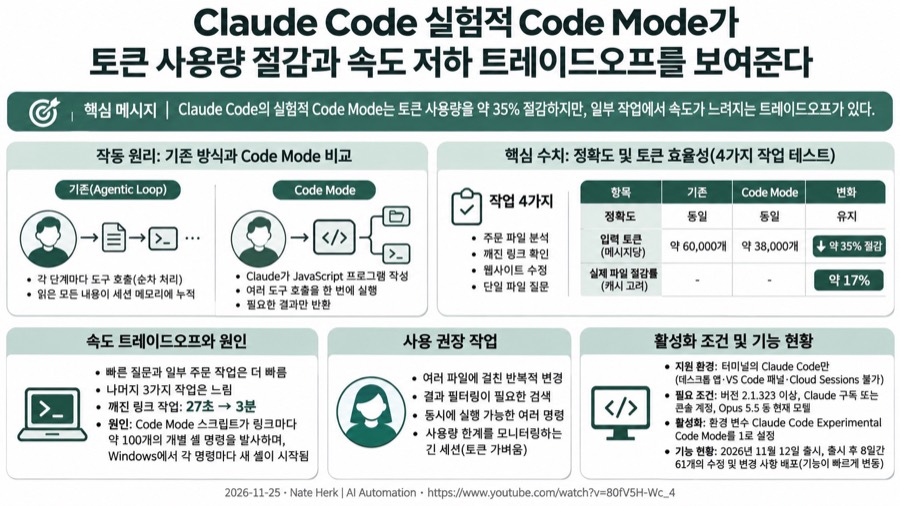 Claude Code 실험적 Code Mode가
토큰 사용량 절감과 속도 저하 트레이드오프를 보여준다
핵심 메시지 | Claude Code의 실험적 Code Mode는 토큰 사용량을 약 35% 절감하지만, 일부 작업에서 속도가 느려지는 트레이드오프가 있다.
작동 원리: 기존 방식과 Code Mode 비교
기존(Agentic Loop)
• 각 단계마다 도구 호출(순차 처리)
• 읽은 모든 내용이 세션 메모리에 누적
Code Mode
• Claude가 JavaScript 프로그램 작성
• 여러 도구 호출을 한 번에 실행
• 필요한 결과만 반환
핵심 수치: 정확도 및 토큰 효율성(4가지 작업 테스트)
작업 4가지
• 주문 파일 분석
• 깨진 링크 확인
• 웹사이트 수정
• 단일 파일 질문
항목 기존 Code Mode 변화
정확도 동일 동일 유지
입력 토큰
(메시지당) 약 60,000개 약 38,000개 ↓ 약 35% 절감
실제 파일 절감률
(캐시 고려) - - 약 17%
속도 트레이드오프와 원인
• 빠른 질문과 일부 주문 작업은 더 빠름
• 나머지 3가지 작업은 느림
• 깨진 링크 작업: 27초 → 3분
• 원인: Code Mode 스크립트가 링크마다
약 100개의 개별 셸 명령을 발사하며,
Windows에서 각 명령마다 새 셸이 시작됨
사용 권장 작업
• 여러 파일에 걸친 반복적 변경
• 결과 필터링이 필요한 검색
• 동시에 실행 가능한 여러 명령
• 사용량 한계를 모니터링하는
긴 세션(토큰 가벼움)
활성화 조건 및 기능 현황
• 지원 환경: 터미널의 Claude Code만
(데스크톱 앱·VS Code 패널·Cloud Sessions 불가)
• 필요 조건: 버전 2.1.323 이상, Claude 구독 또는
콘솔 계정, Opus 5.5 등 현재 모델
• 활성화: 환경 변수 Claude Code Experimental
Code Mode를 1로 설정
• 기능 현황: 2026년 11월 12일 출시, 출시 후 8일간
61개의 수정 및 변경 사항 배포(기능이 빠르게 변동)
2026-11-25 · Nate Herk | AI Automation · https://www.youtube.com/watch?v=80fV5H-Wc_4